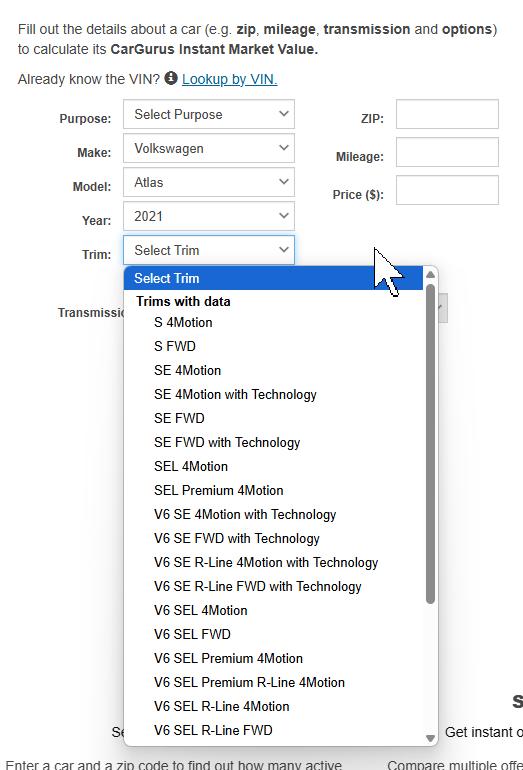 Fill out the details about a car (e.g. zip, mileage, transmission and options)
to calculate its CarGurus Instant Market Value.
Already know the VIN? Lookup by VIN.
Purpose: Select Purpose
ZIP:
Make: Volkswagen
Mileage:
Model: Atlas
Price ($):
Year: 2021
Trim: Select Trim
Select Trim
Trims with data
Transmissio
S 4Motion
S FWD
SE 4Motion
SE 4Motion with Technology
SE FWD
SE FWD with Technology
SEL 4Motion
SEL Premium 4Motion
V6 SE 4Motion with Technology
V6 SE FWD with Technology
V6 SE R-Line 4Motion with Technology
V6 SE R-Line FWD with Technology
V6 SEL 4Motion
V6 SEL FWD
V6 SEL Premium 4Motion
V6 SEL Premium R-Line 4Motion
V6 SEL R-Line 4Motion
V6 SEL R-Line FWD
S
Se
Get instant o
Enter a car and a zip code to find out how many active
Compare multiple offe